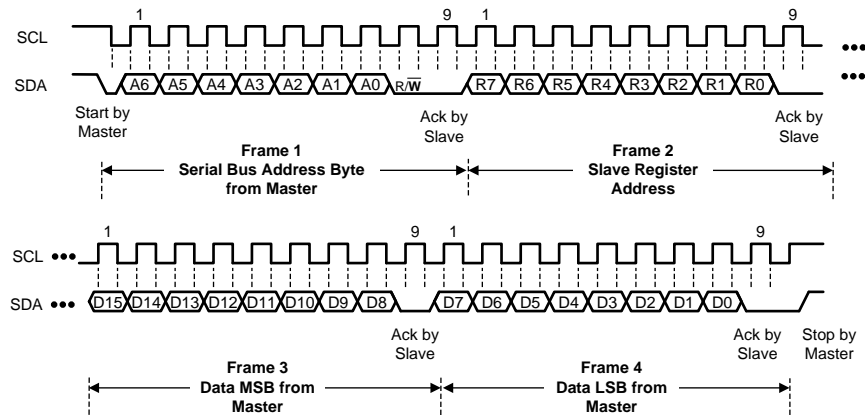 1 9 1 9
SCL
•••
SDA A6 A5 A4 A3 A2 A1 A0 R/W̅ R7 R6 R5 R4 R3 R2 R1 R0 •••
Start by
Master
Ack by
Slave
Ack by
Slave
Frame 1
Serial Bus Address Byte
from Master
Frame 2
Slave Register
Address
1 9 1 9
SCL •••
SDA ••• D15 D14 D13 D12 D11 D10 D9 D8 D7 D6 D5 D4 D3 D2 D1 D0
Ack by
Slave
Ack by
Slave
Stop by
Master
Frame 3
Data MSB from
Master
Frame 4
Data LSB from
Master